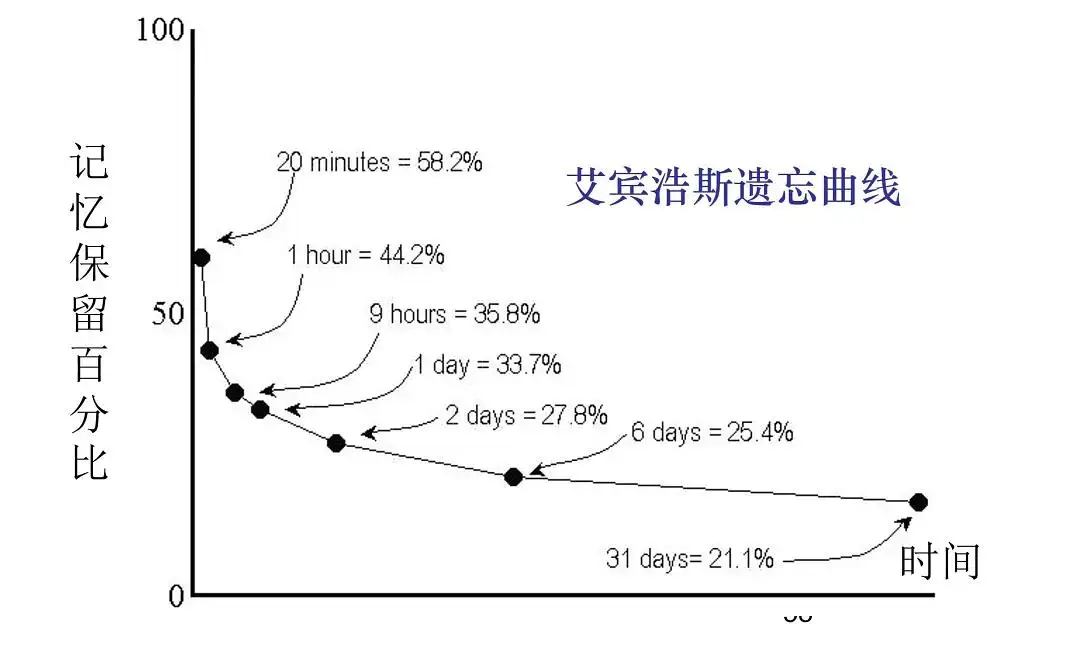 100
20 minutes = 58.2%
艾宾浩斯遗忘曲线
1 hour = 44.2%
记忆保留百分比
50
9 hours = 35.8%
1 day = 33.7%
2 days = 27.8%
6 days = 25.4%
31 days= 21.1%
时间
0